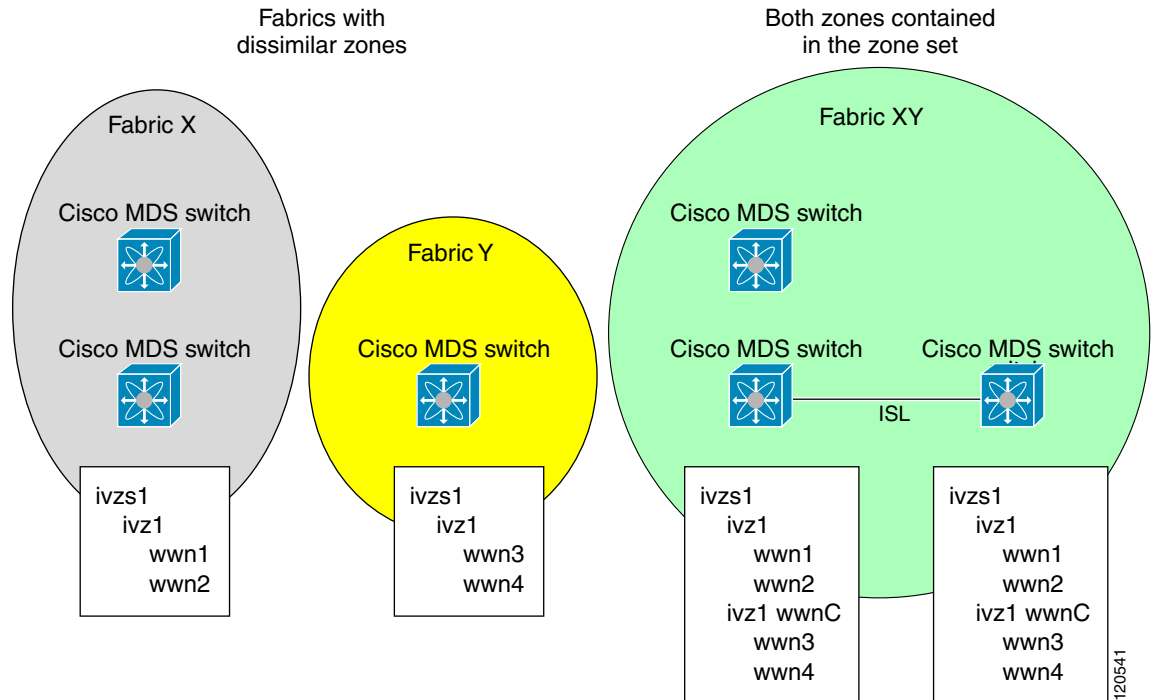 Fabrics with
dissimilar zones
Both zones contained
in the zone set
Fabric X
Cisco MDS switch
Cisco MDS switch
ivzs1
ivz1
wwn1
wwn2
Fabric Y
Cisco MDS switch
ivzs1
ivz1
wwn3
wwn4
Fabric XY
Cisco MDS switch
Cisco MDS switch
Cisco MDS switch
ISL
ivzs1
ivz1
wwn1
wwn2
ivz1 wwnC
wwn3
wwn4
ivzs1
ivz1
wwn1
wwn2
ivz1 wwnC
wwn3
wwn4
120541